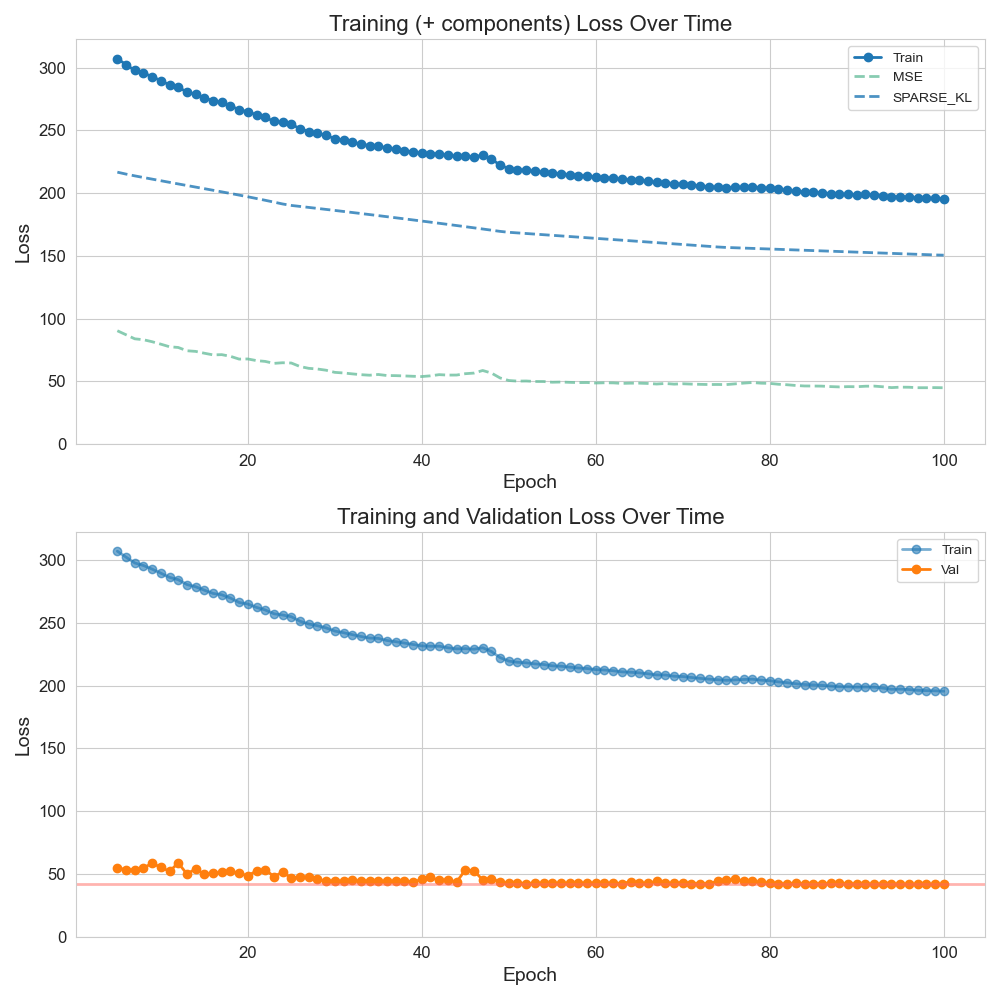 Training (+ components) Loss Over Time
Train
MSE
SPARSE_KL
Loss
300
250
200
150
100
50
0
20 40 60 80 100
Epoch
Training and Validation Loss Over Time
Train
Val
Loss
300
250
200
150
100
50
0
20 40 60 80 100
Epoch